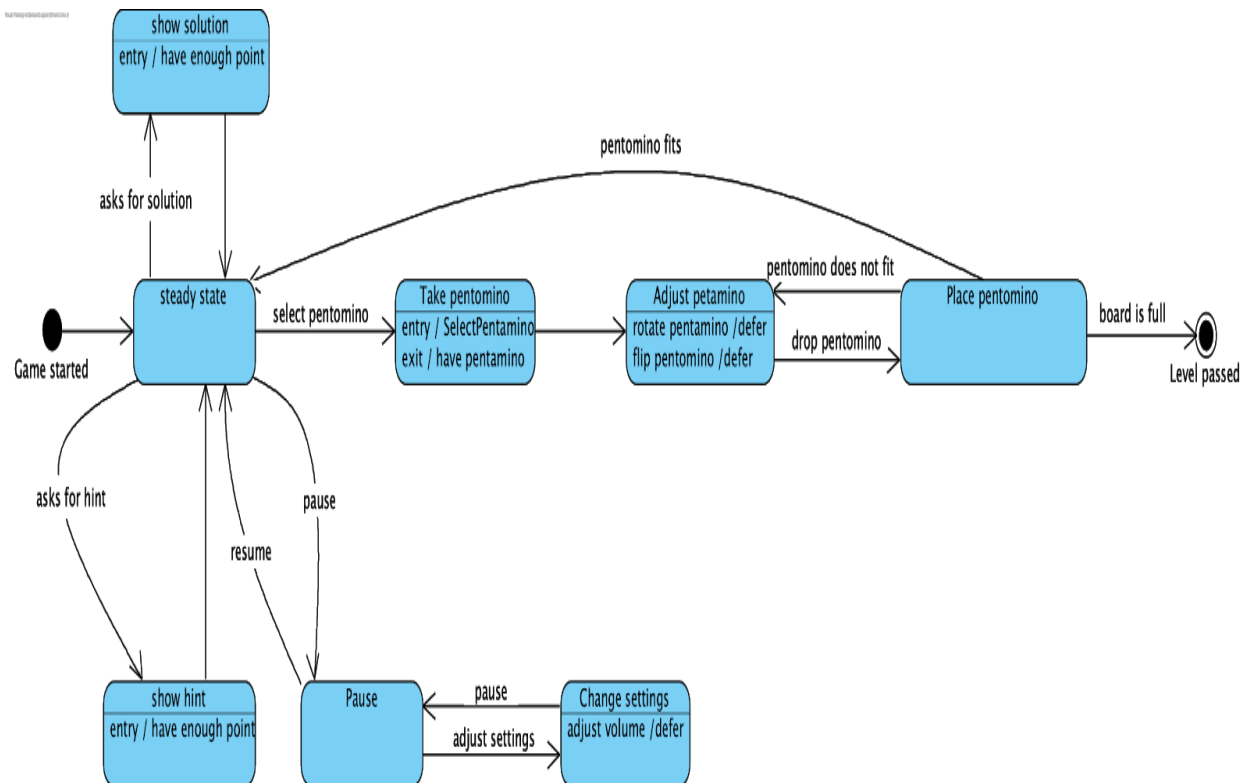 show solution
entry / have enough point
pentomino fits
asks for solution
pentomino does not fit
steady state
select pentomino
Take pentomino
entry / SelectPentamino
exit / have pentamino
Adjust petamino
rotate pentamino /defer
flip pentomino /defer
drop pentomino
Place pentomino
board is full
Game started
Level passed
asks for hint
pause
resume
show hint
entry / have enough point
Pause
pause
adjust settings
Change settings
adjust volume /defer